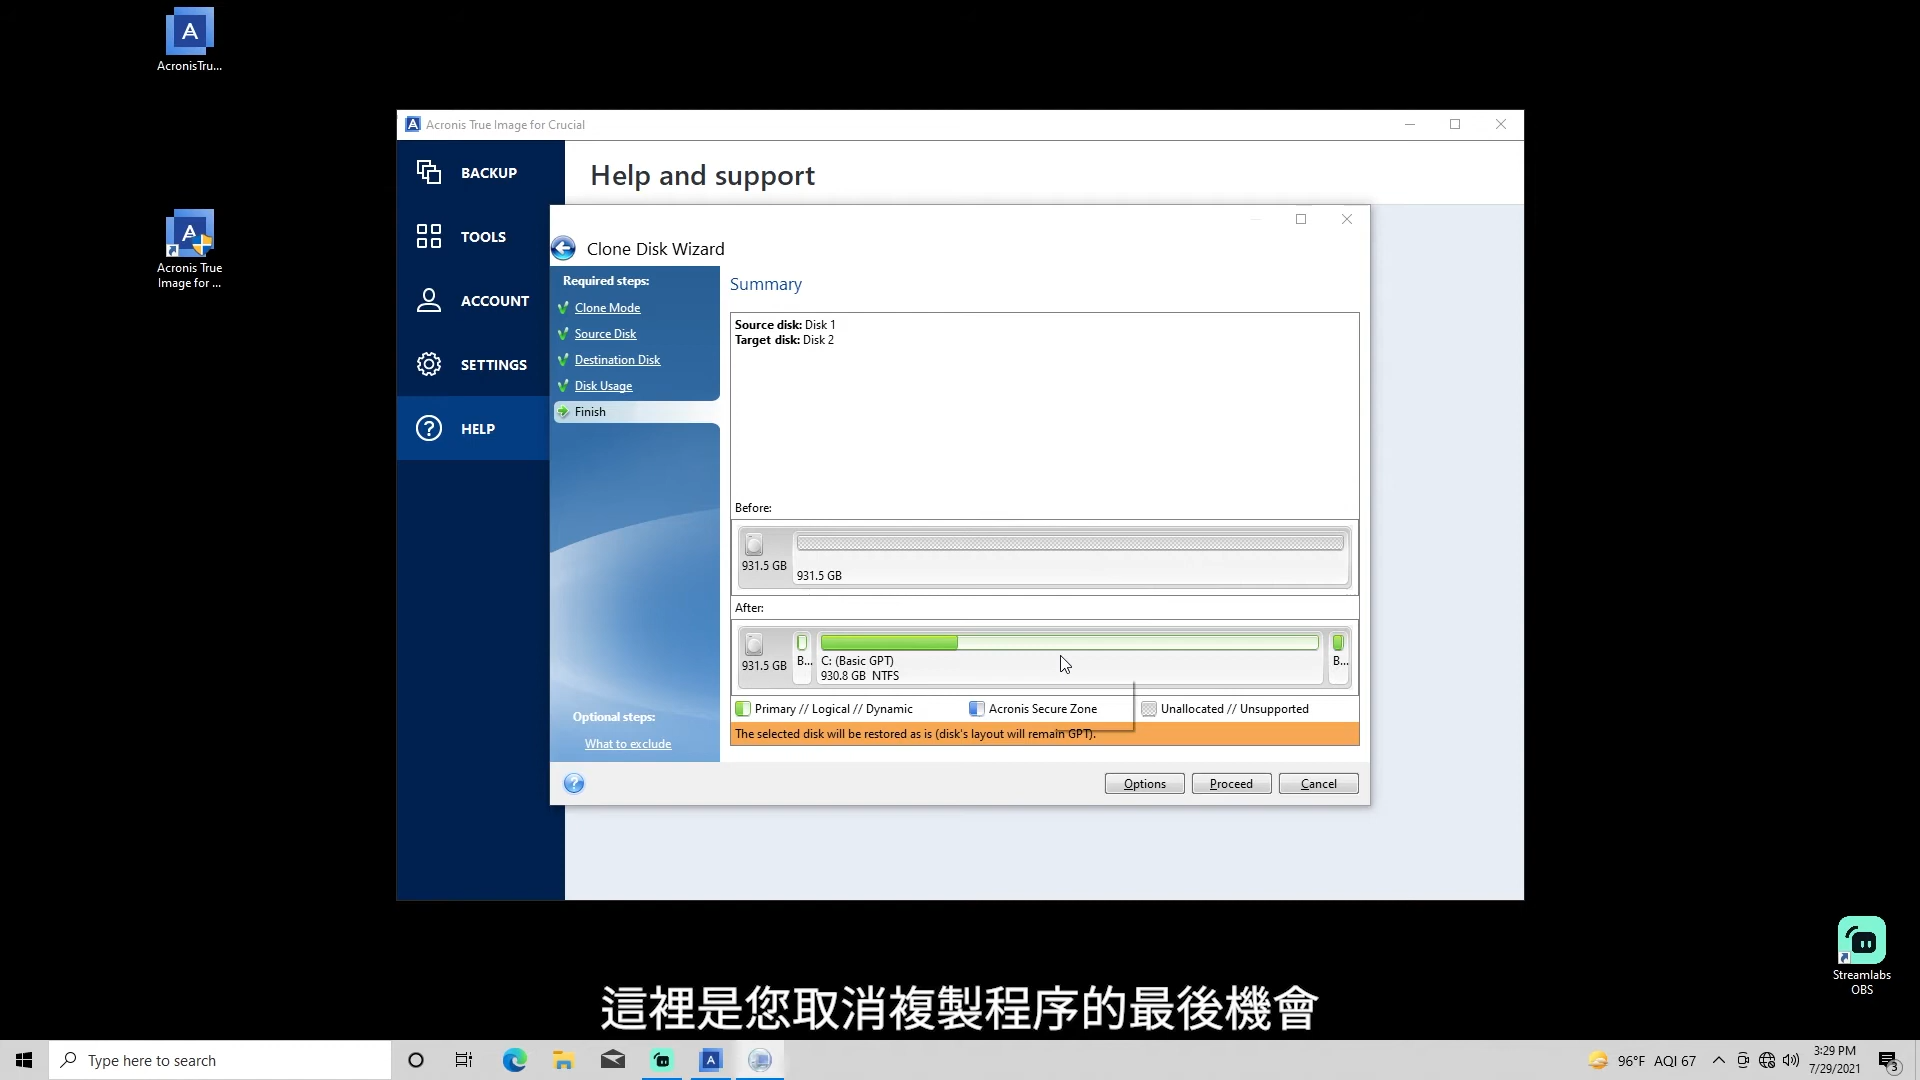 AcronisTru...
Acronis True
Image for ...
Acronis True Image for Crucial
BACKUP
TOOLS
ACCOUNT
SETTINGS
HELP
Help and support
Clone Disk Wizard
Required steps:
Clone Mode
Source Disk
Destination Disk
Disk Usage
Finish
Optional steps:
What to exclude
Summary
Source disk: Disk 1
Target disk: Disk 2
Before:
931.5 GB
931.5 GB
After:
931.5 GB
B...
C: (Basic GPT)
930.8 GB NTFS
B...
Primary // Logical // Dynamic
Acronis Secure Zone
Unallocated // Unsupported
The selected disk will be restored as is (disk's layout will remain GPT).
Options
Proceed
Cancel
Streamlabs
OBS
這裡是您取消複製程序的最後機會
Type here to search
96°F AQI 67
3:29 PM
7/29/2021
3